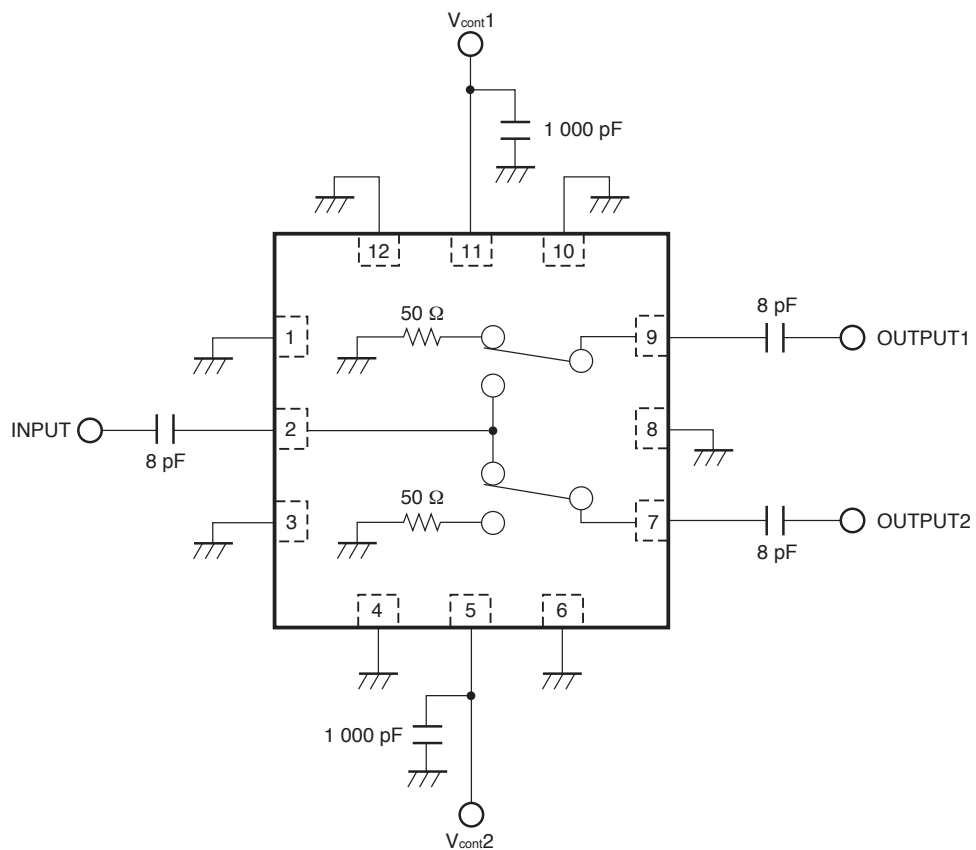 Vcont1
1 000 pF
12
11
10
50 Ω
8 pF
1
9
OUTPUT1
INPUT
2
8
8 pF
50 Ω
3
7
OUTPUT2
8 pF
4
5
6
1 000 pF
Vcont2